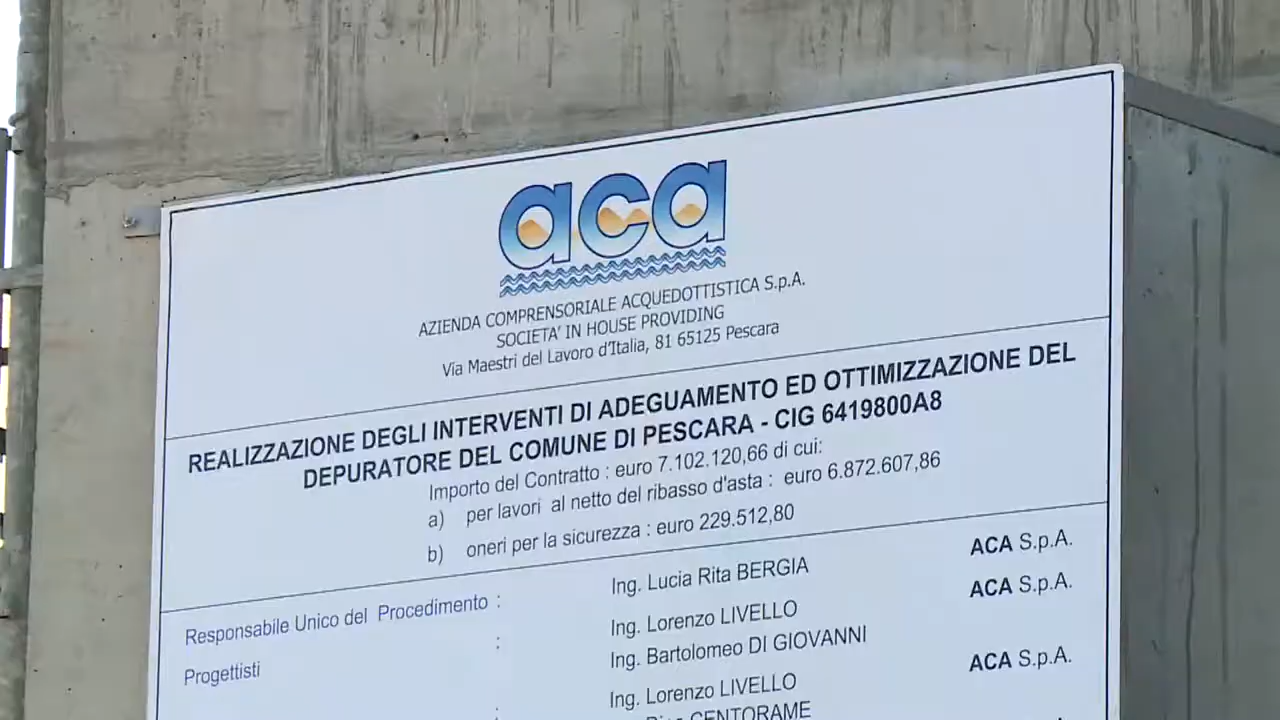 aca
AZIENDA COMPRENSORIALE ACQUEDOTTISTICA S.p.A.
SOCIETA' IN HOUSE PROVIDING
Via Maestri del Lavoro d'Italia, 81 65125 Pescara
REALIZZAZIONE DEGLI INTERVENTI DI ADEGUAMENTO ED OTTIMIZZAZIONE DEL
DEPURATORE DEL COMUNE DI PESCARA - CIG 6419800A8
Importo del Contratto : euro 7.102.120,66 di cui:
a) per lavori al netto del ribasso d'asta : euro 6.872.607,86
b) oneri per la sicurezza : euro 229.512,80
Responsabile Unico del Procedimento : Ing. Lucia Rita BERGIA ACA S.p.A.
Progettisti : Ing. Lorenzo LIVELLO ACA S.p.A.
Ing. Bartolomeo DI GIOVANNI
: Ing. Lorenzo LIVELLO ACA S.p.A.
CENTORAME